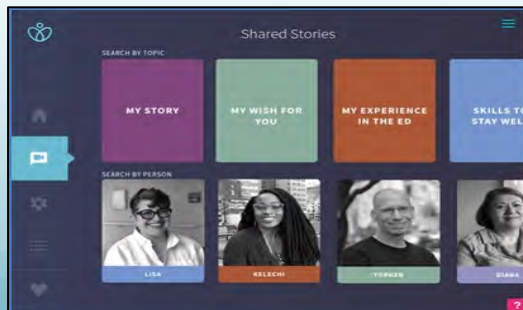 Shared Stories
SEARCH BY TOPIC
MY STORY
MY WISH FOR
YOU
MY EXPERIENCE
IN THE ED
SKILLS TO
STAY WEL
SEARCH BY PERSON
LISA
KELECHI
DIANA
?